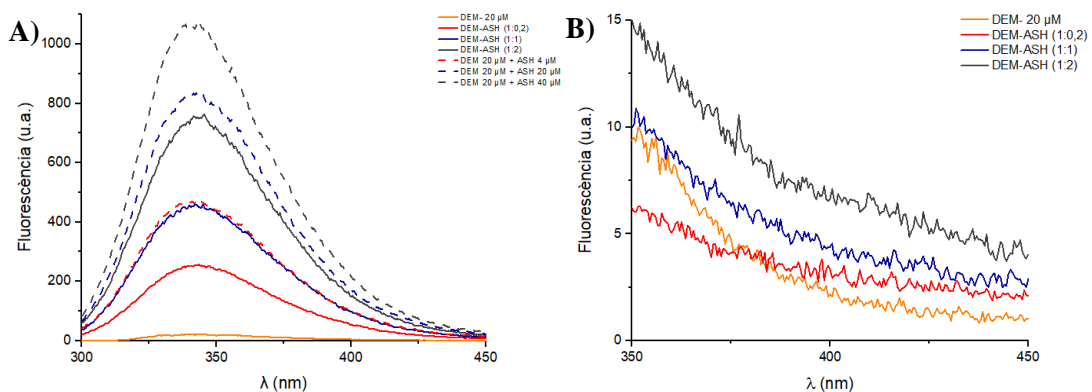 A)
Fluorescència (u.a.)
1000
800
600
400
200
0
300
350
400
450
λ (nm)
DEM- 20 µM
DEM-ASH (1:0,2)
DEM-ASH (1:1)
DEM-ASH (1:2)
DEM 20 µM + ASH 4 µM
DEM 20 µM + ASH 20 µM
DEM 20 µM + ASH 40 µM
B)
Fluorescència (u.a.)
15
10
5
0
350
400
450
λ (nm)
DEM- 20 µM
DEM-ASH (1:0,2)
DEM-ASH (1:1)
DEM-ASH (1:2)